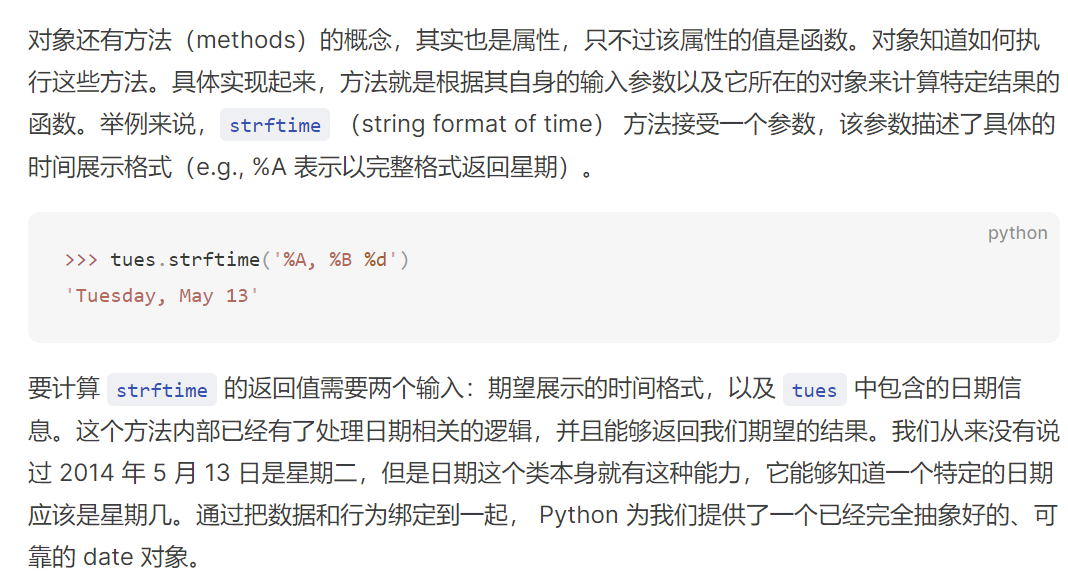 对象还有方法（methods）的概念，其实也是属性，只不过该属性的值是函数。对象知道如何执
行这些方法。具体实现起来，方法就是根据其自身的输入参数以及它所在的对象来计算特定结果的
函数。举例来说， strftime （string format of time） 方法接受一个参数，该参数描述了具体的
时间展示格式（e.g., %A 表示以完整格式返回星期）。
python
>>> tues.strftime('%A, %B %d')
'Tuesday, May 13'
要计算 strftime 的返回值需要两个输入：期望展示的时间格式，以及 tues 中包含的日期信
息。这个方法内部已经有了处理日期相关的逻辑，并且能够返回我们期望的结果。我们从来没有说
过 2014 年 5 月 13 日是星期二，但是日期这个类本身就有这种能力，它能够知道一个特定的日期
应该是星期几。通过把数据和行为绑定到一起， Python 为我们提供了一个已经完全抽象好的、可
靠的 date 对象。